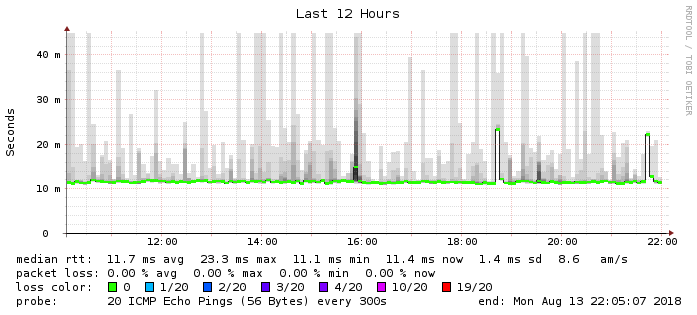 Last 12 Hours
RRDTOOL / TOBI OETIKER
Seconds
40 m
30 m
20 m
10 m
0
12:00 14:00 16:00 18:00 20:00 22:00
median rtt: 11.7 ms avg 23.3 ms max 11.1 ms min 11.4 ms now 1.4 ms sd 8.6 am/s
packet loss: 0.00 % avg 0.00 % max 0.00 % min 0.00 % now
loss color: 0 1/20 2/20 3/20 4/20 10/20 19/20
probe: 20 ICMP Echo Pings (56 Bytes) every 300s end: Mon Aug 13 22:05:07 2018